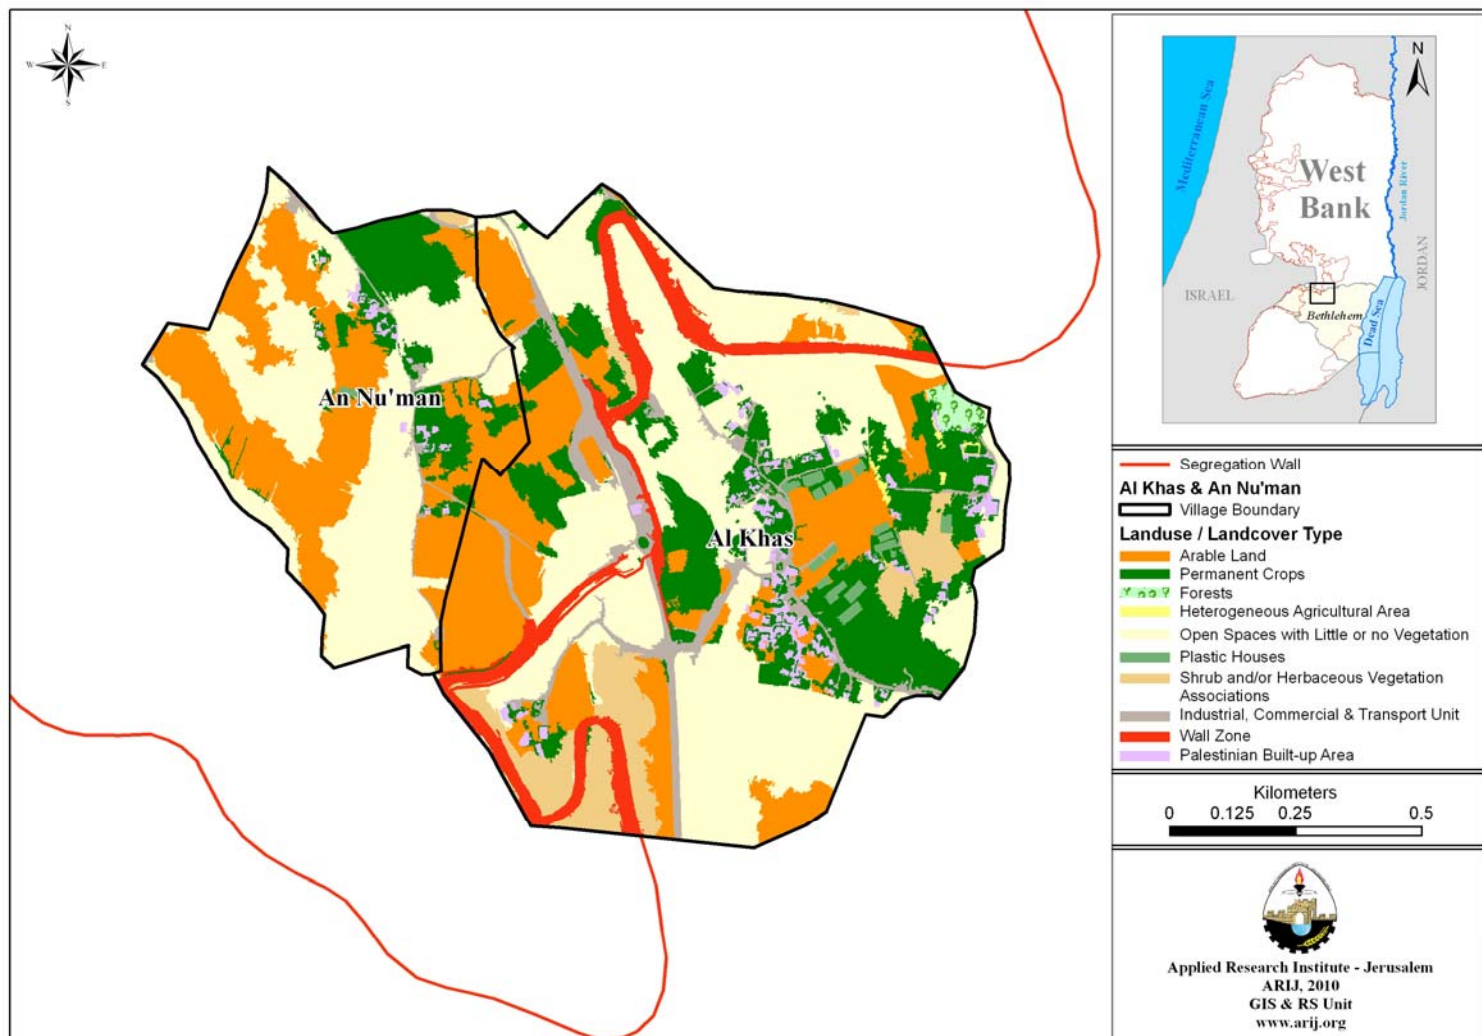 N
W
E
S
An Nu'man
Al Khas
N
Mediterranean Sea
West
Bank
Jordan River
JORDAN
ISRAEL
Bethlehem
Dead Sea
Segregation Wall
Al Khas & An Nu'man
Village Boundary
Landuse / Landcover Type
Arable Land
Permanent Crops
Forests
Heterogeneous Agricultural Area
Open Spaces with Little or no Vegetation
Plastic Houses
Shrub and/or Herbaceous Vegetation
Associations
Industrial, Commercial & Transport Unit
Wall Zone
Palestinian Built-up Area
Kilometers
0 0.125 0.25 0.5
Applied Research Institute - Jerusalem
ARIJ, 2010
GIS & RS Unit
www.arij.org